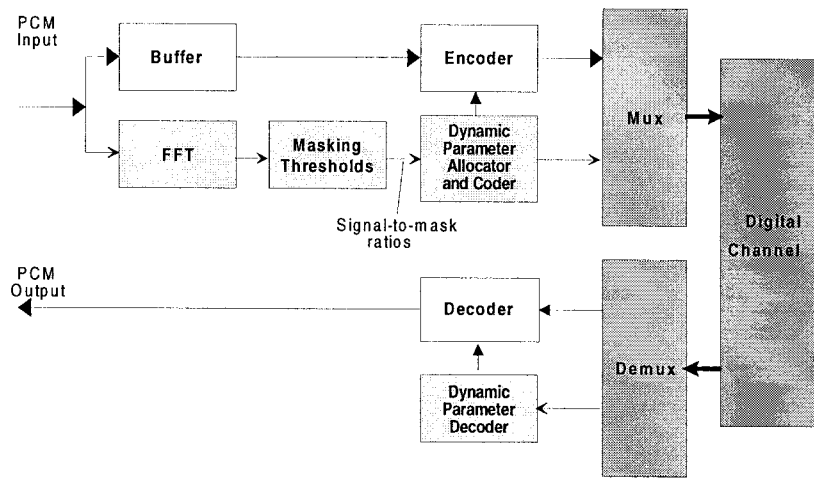 PCM
Input
Buffer
Encoder
Mux
FFT
Masking
Thresholds
Dynamic
Parameter
Allocator
and Coder
Signal-to-mask
ratios
Digital
Channel
PCM
Output
Decoder
Demux
Dynamic
Parameter
Decoder